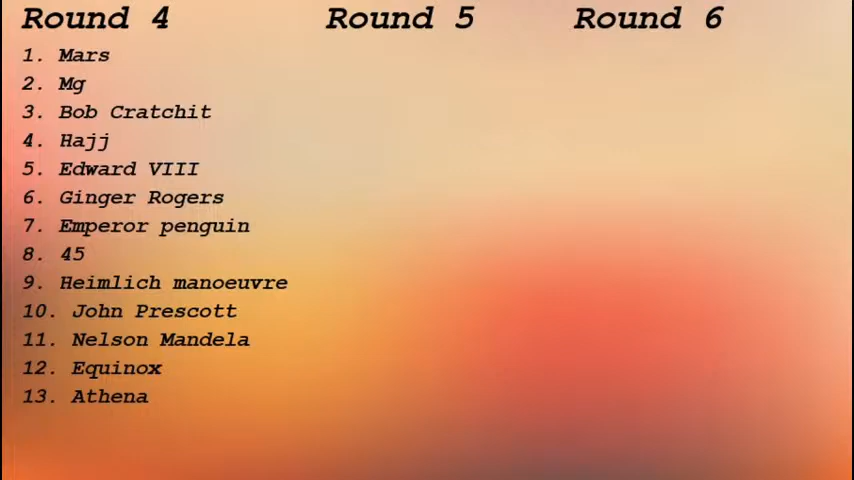 Round 4 Round 5 Round 6
1. Mars
2. Mg
3. Bob Cratchit
4. Hajj
5. Edward VIII
6. Ginger Rogers
7. Emperor penguin
8. 45
9. Heimlich manoeuvre
10. John Prescott
11. Nelson Mandela
12. Equinox
13. Athena